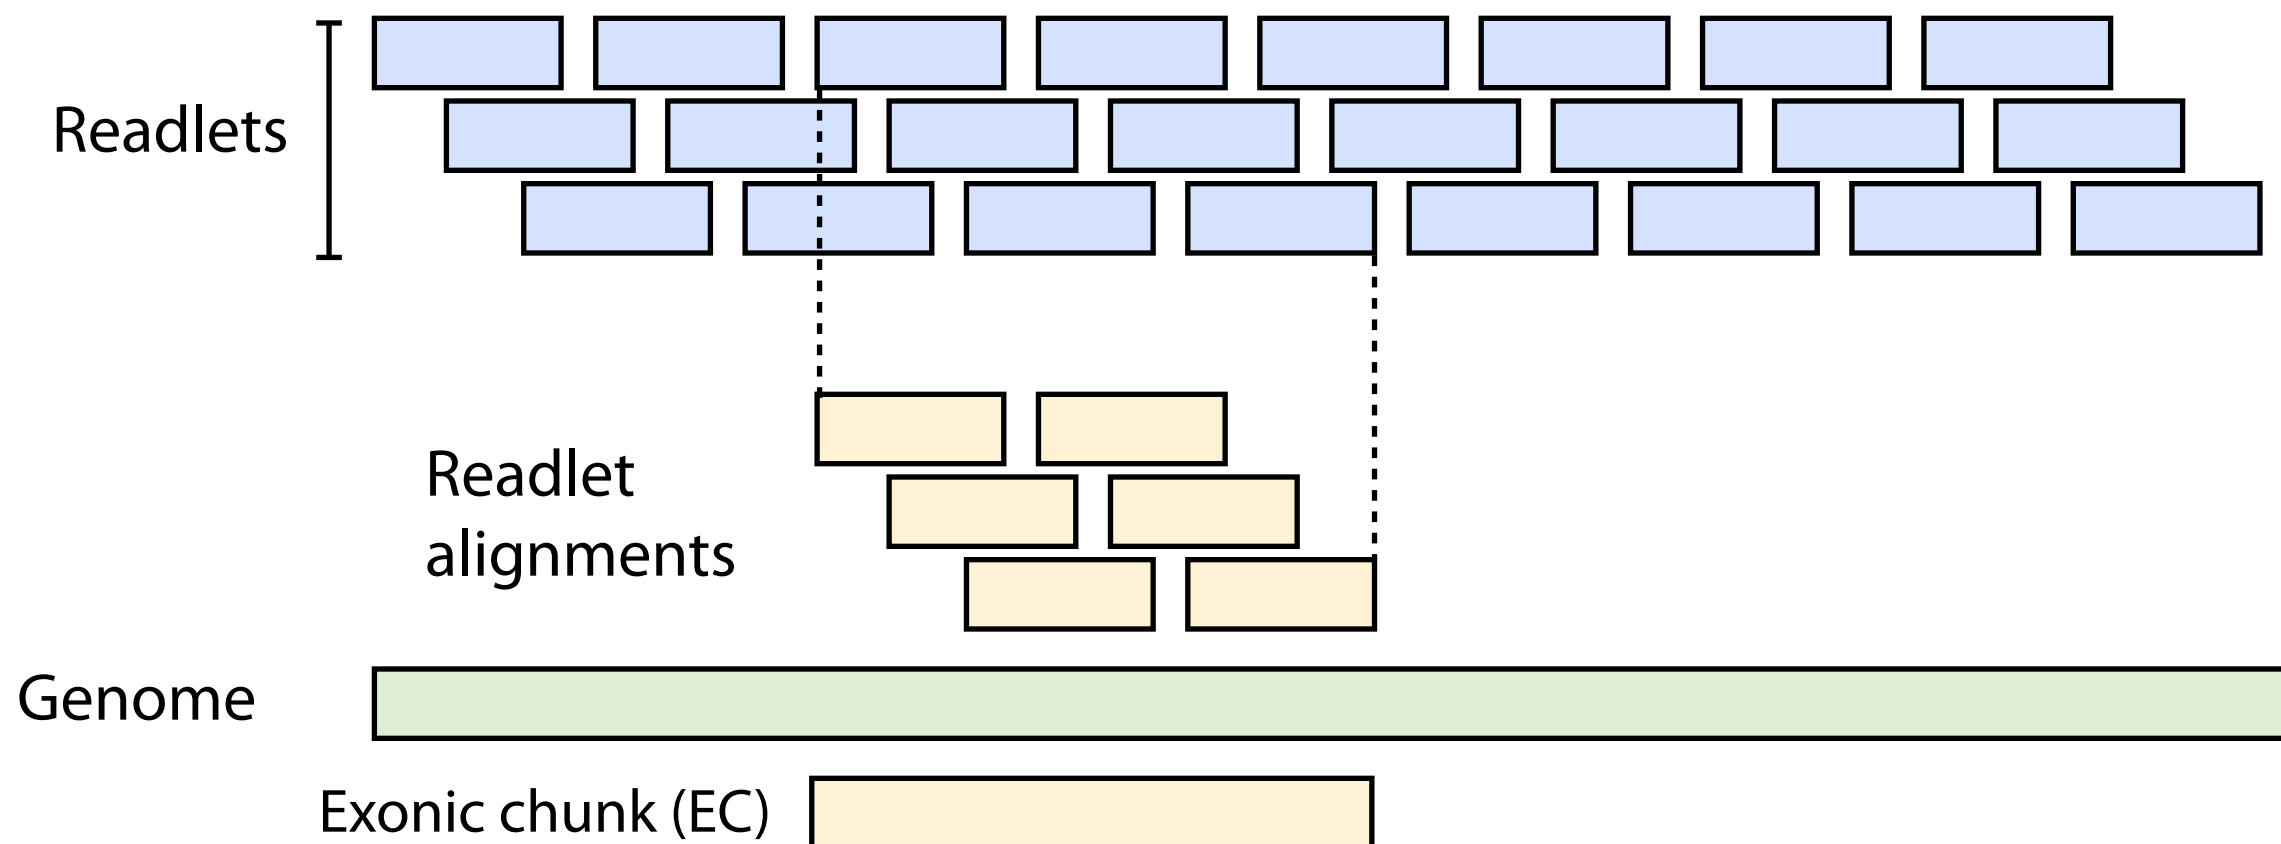 Readlets
Readlet
alignments
Genome
Exonic chunk (EC)